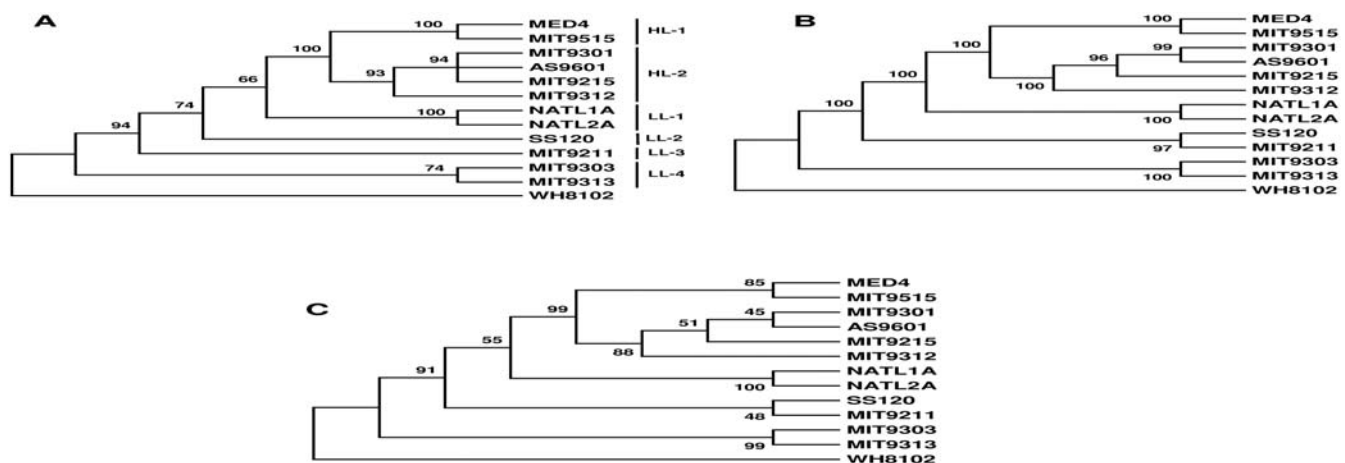 A
100
MED4
MIT9515
HL-1
100
MIT9301
94
AS9601
HL-2
93
MIT9215
66
MIT9312
74
NATL1A
100
LL-1
NATL2A
94
SS120
LL-2
MIT9211
LL-3
MIT9303
74
LL-4
MIT9313
WH8102
B
100
MED4
MIT9515
100
MIT9301
99
96
AS9601
MIT9215
100
100
MIT9312
NATL1A
100
100
NATL2A
SS120
97
MIT9211
MIT9303
100
MIT9313
WH8102
C
85
MED4
MIT9515
99
MIT9301
45
51
AS9601
55
MIT9215
88
MIT9312
91
NATL1A
100
NATL2A
SS120
48
MIT9211
MIT9303
99
MIT9313
WH8102